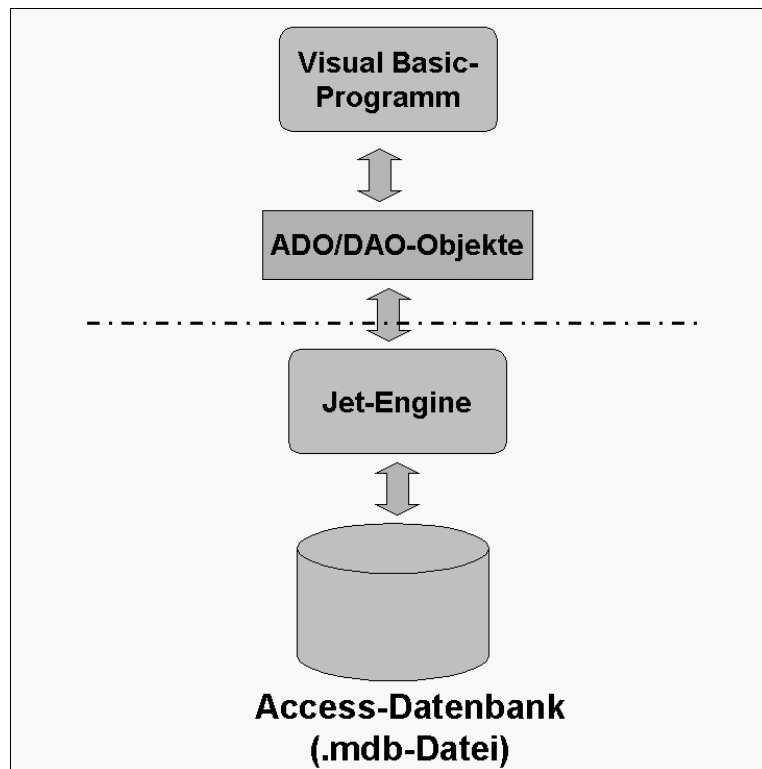 Visual Basic-
Programm
ADO/DAO-Objekte
Jet-Engine
Access-Datenbank
(.mdb-Datei)